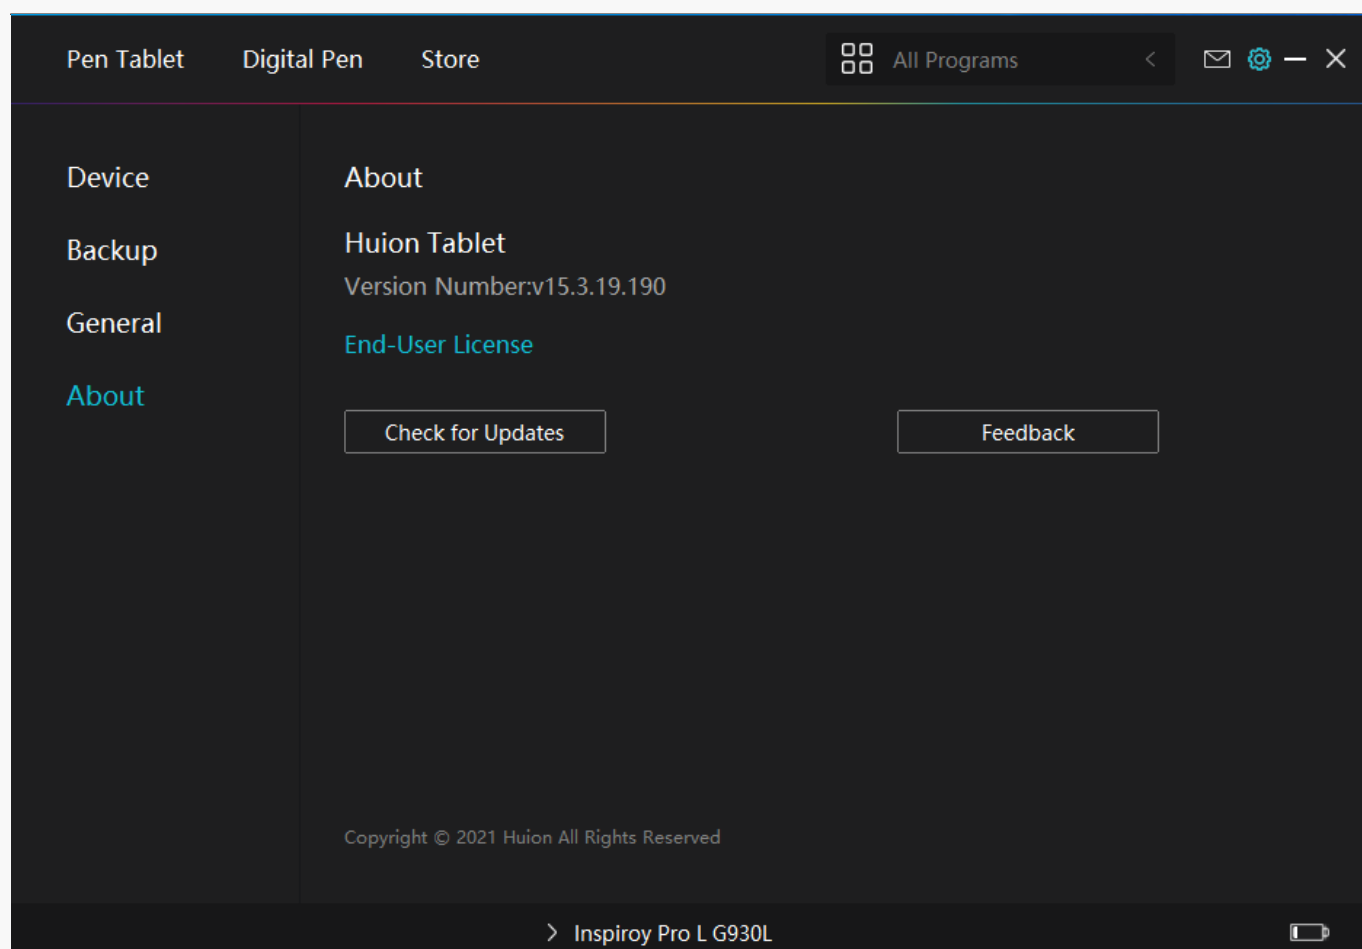 Pen Tablet Digital Pen Store All Programs
Device
Backup
General
About
About
Huion Tablet
Version Number:v15.3.19.190
End-User License
Check for Updates Feedback
Copyright © 2021 Huion All Rights Reserved
Inspiroy Pro L G930L